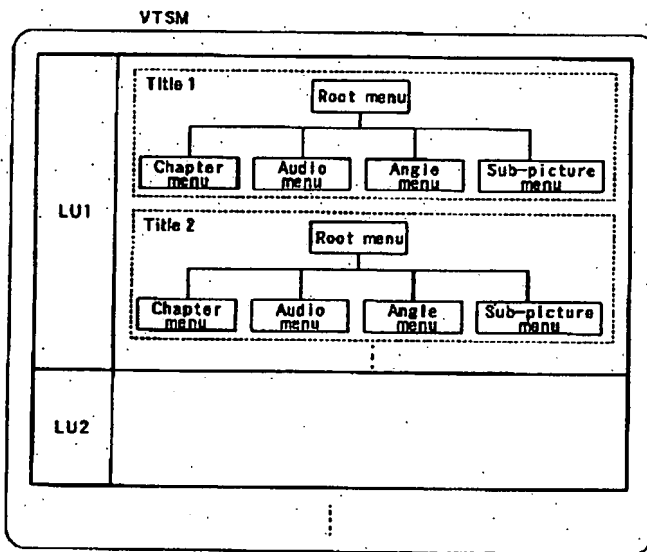 VTSM
LU1
Title 1
Root menu
Chapter menu
Audio menu
Angle menu
Sub-picture menu
Title 2
Root menu
Chapter menu
Audio menu
Angle menu
Sub-picture menu
LU2